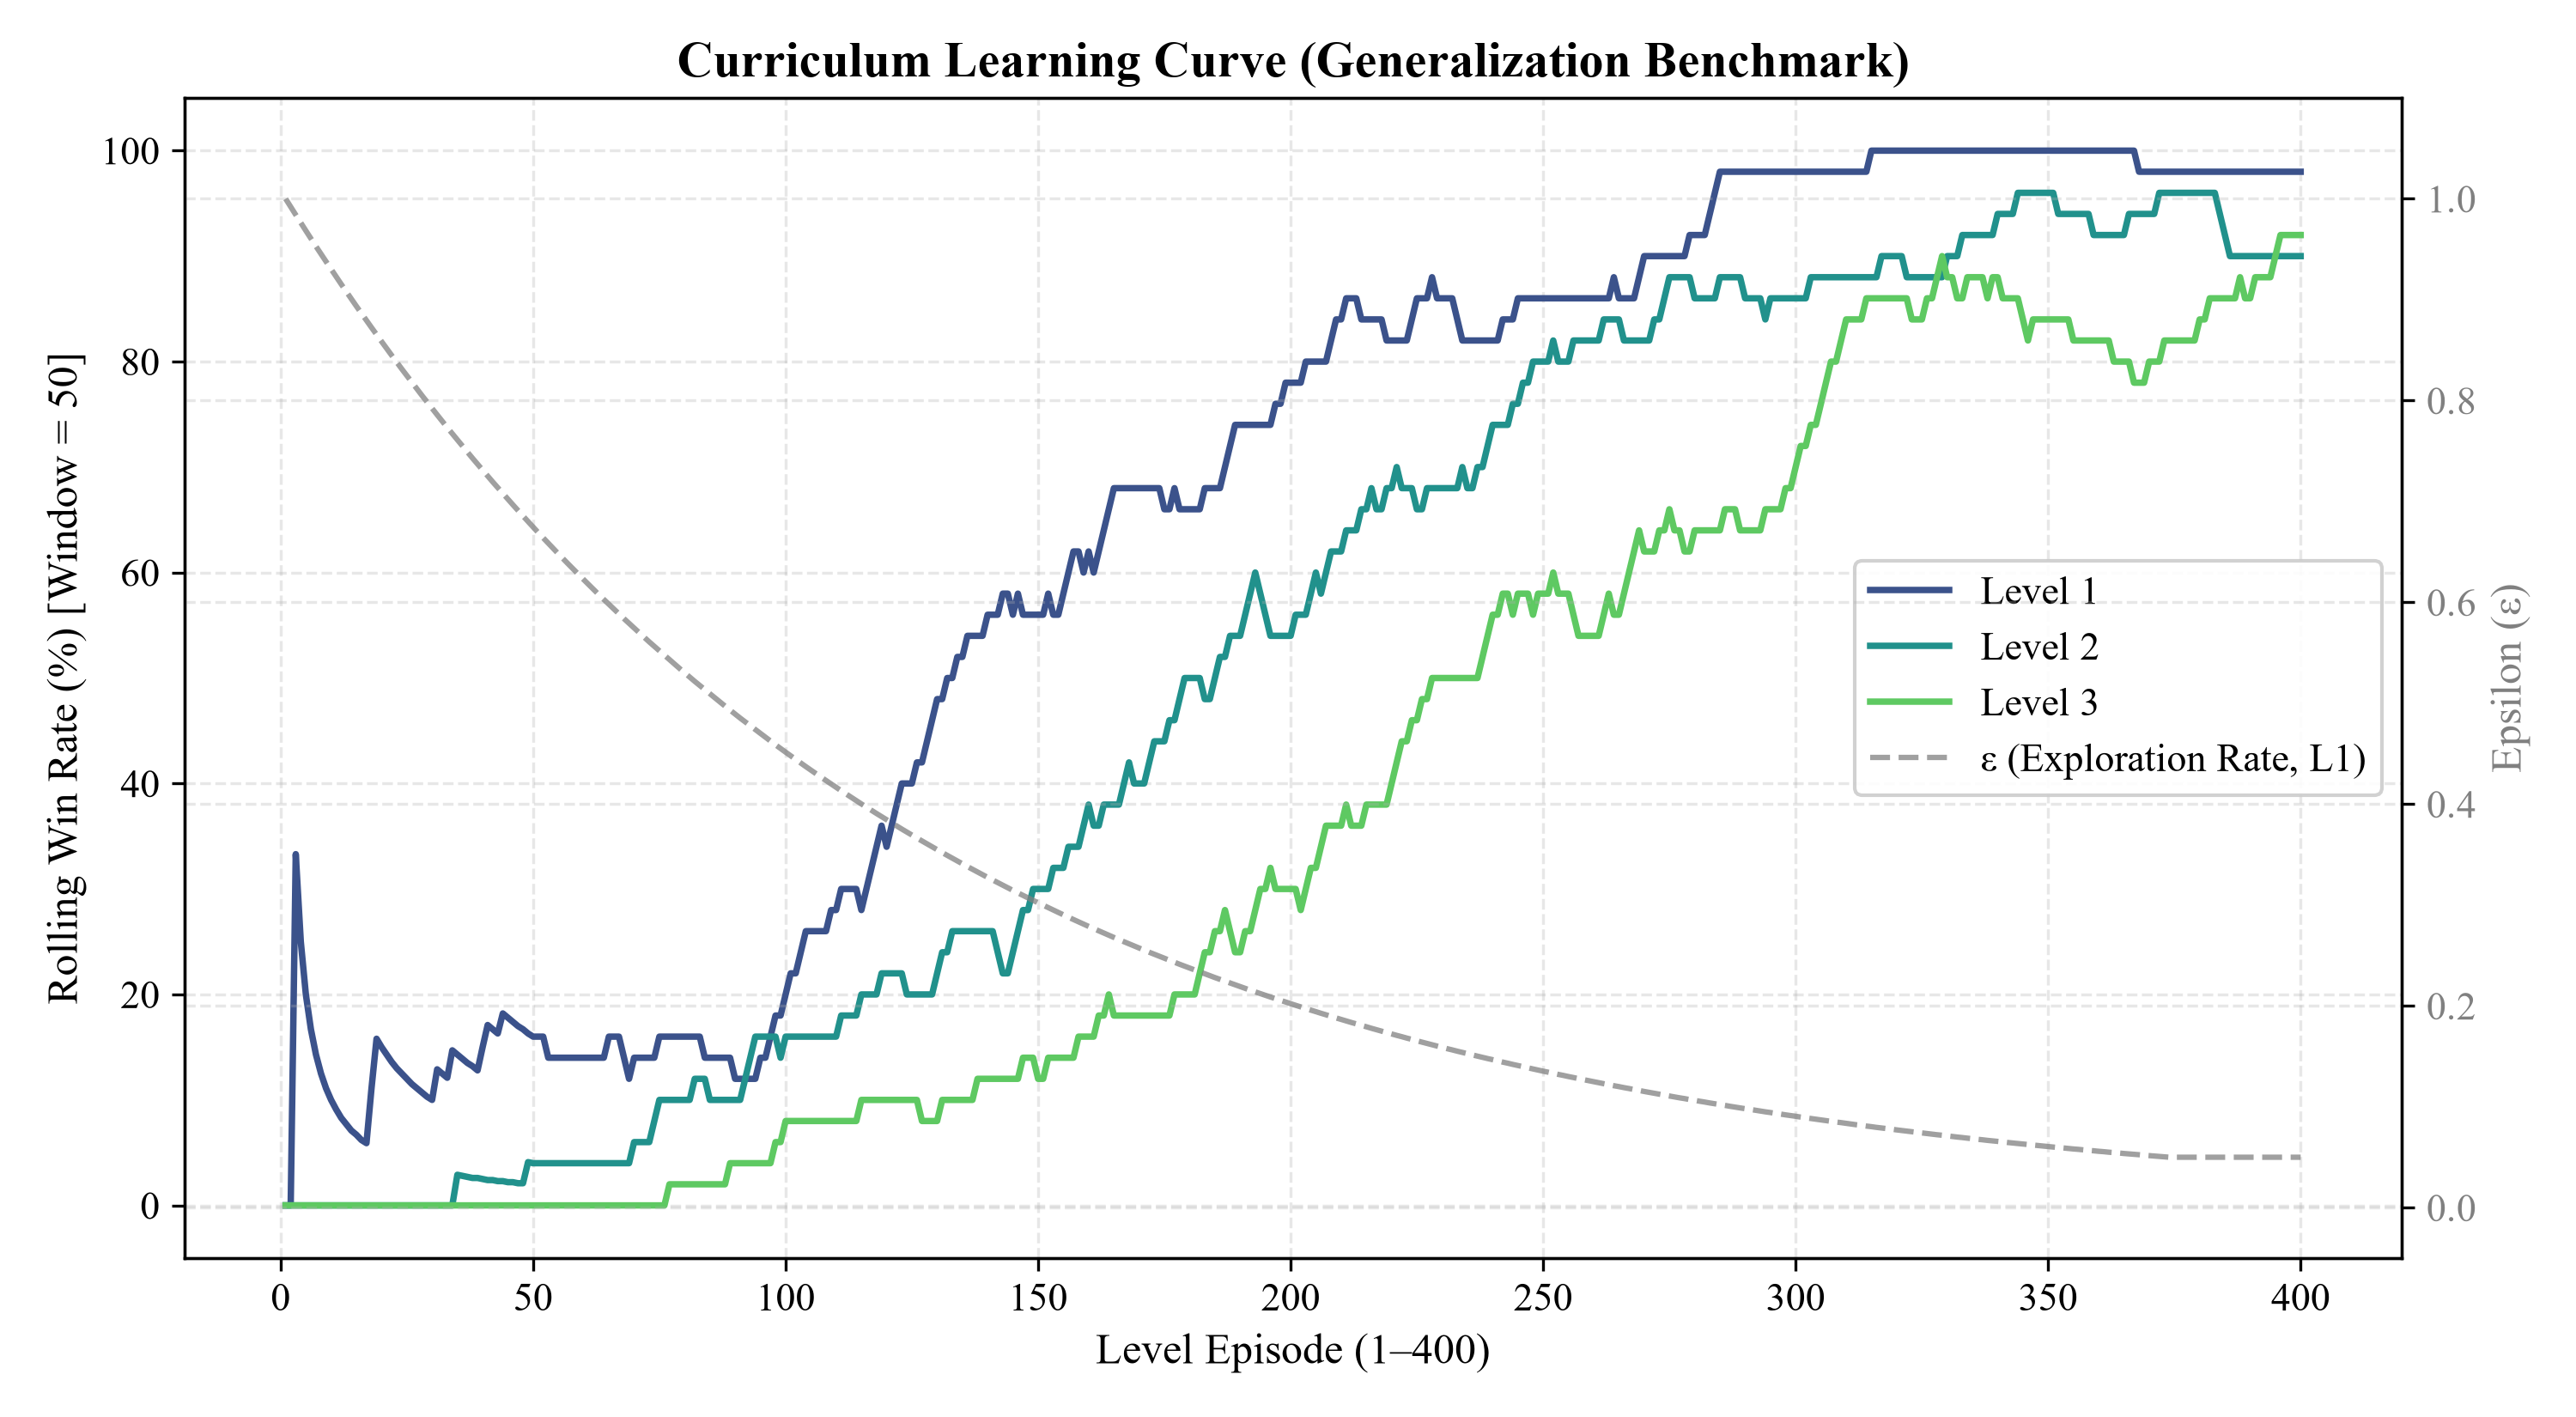 Curriculum Learning Curve (Generalization Benchmark)
Rolling Win Rate (%) [Window = 50]
100
80
60
40
20
0
1.0
0.8
0.6
0.4
0.2
0.0
Epsilon (ε)
Level 1
Level 2
Level 3
ε (Exploration Rate, L1)
0 50 100 150 200 250 300 350 400
Level Episode (1–400)